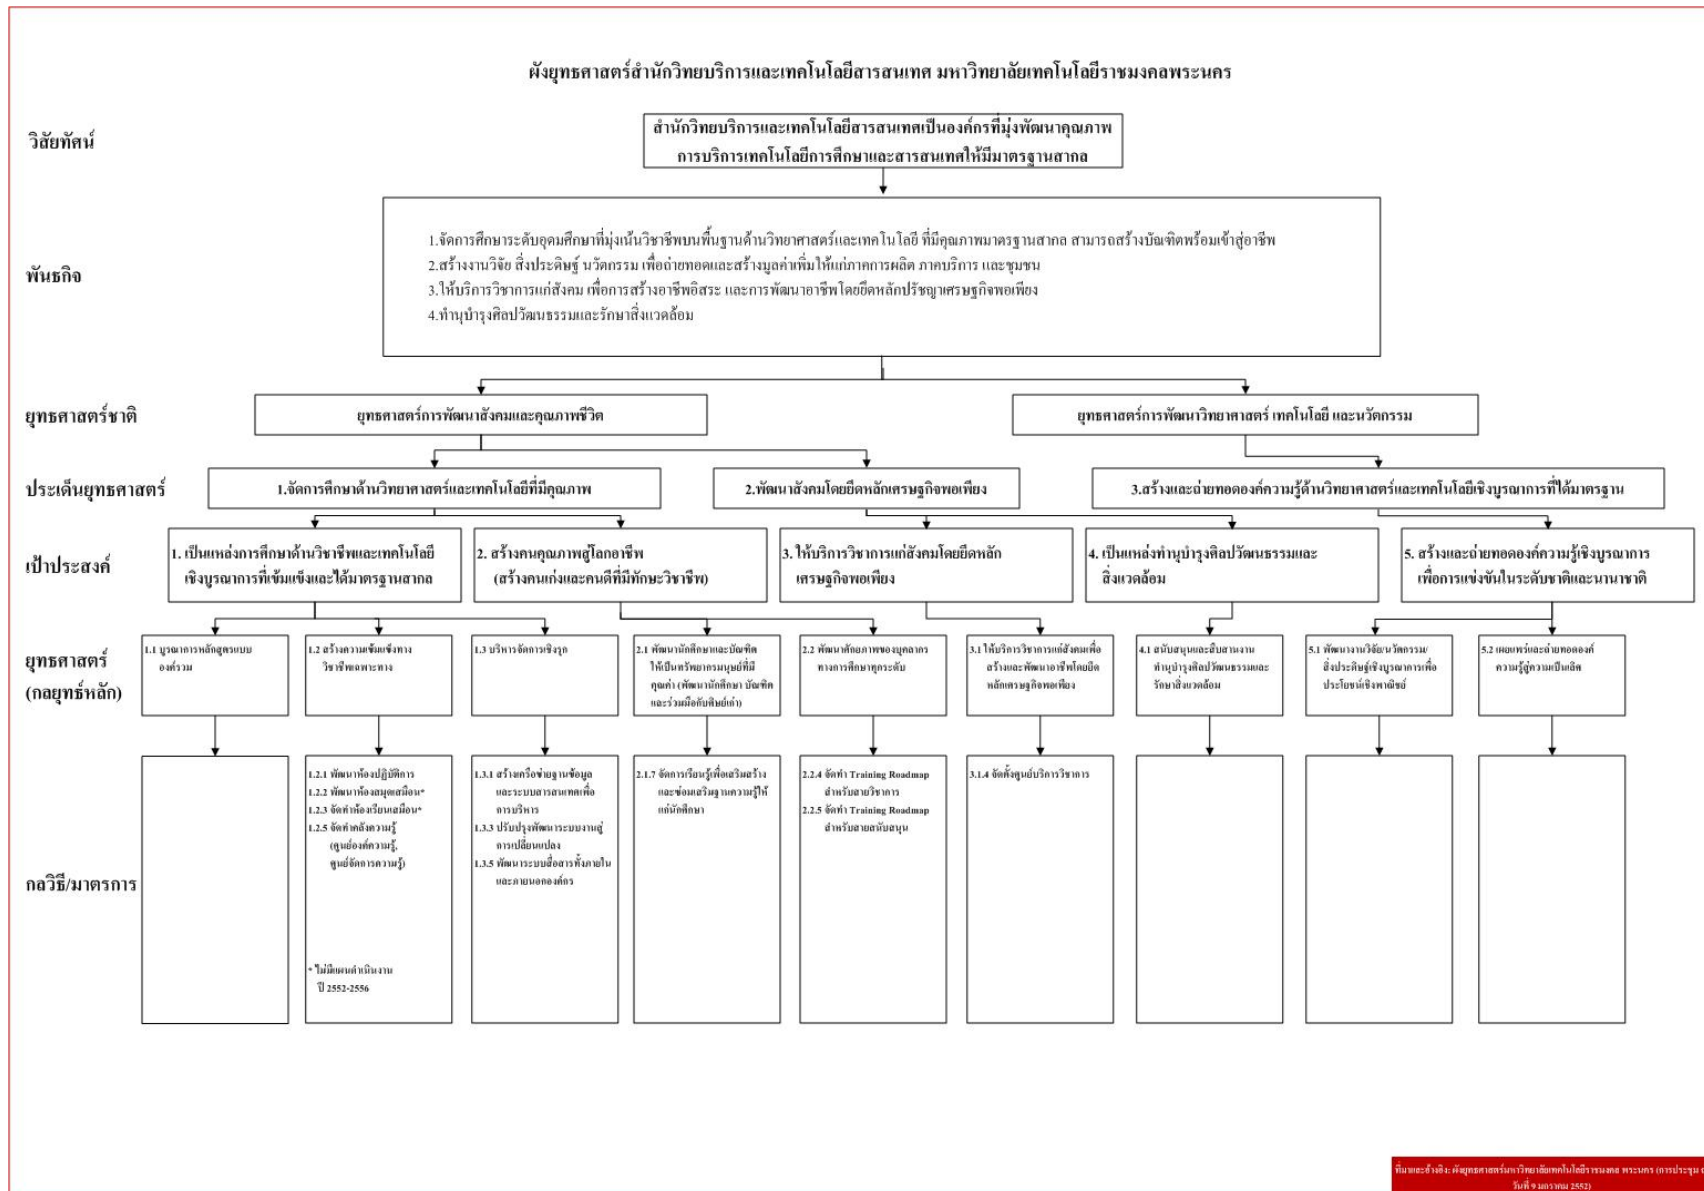 ผังยุทธศาสตร์สำนักวิทยบริการและเทคโนโลยีสารสนเทศ มหาวิทยาลัยเทคโนโลยีราชมงคลพระนคร
วิสัยทัศน์
สำนักวิทยบริการและเทคโนโลยีสารสนเทศเป็นองค์กรที่มุ่งพัฒนาคุณภาพ
การบริการเทคโนโลยีการศึกษาและสารสนเทศให้มีมาตรฐานสากล
พันธกิจ
1.จัดการศึกษาระดับอุดมศึกษาที่มุ่งเน้นวิชาชีพบนพื้นฐานด้านวิทยาศาสตร์และเทคโนโลยี ที่มีคุณภาพมาตรฐานสากล สามารถสร้างบัณฑิตพร้อมเข้าสู่อาชีพ
2.สร้างงานวิจัย สิ่งประดิษฐ์ นวัตกรรม เพื่อถ่ายทอดและสร้างมูลค่าเพิ่มให้แก่ภาคการผลิต ภาคบริการ และชุมชน
3.ให้บริการวิชาการแก่สังคม เพื่อการสร้างอาชีพอิสระ และการพัฒนาอาชีพโดยยึดหลักปรัชญาเศรษฐกิจพอเพียง
4.ทำนุบำรุงศิลปวัฒนธรรมและรักษาสิ่งแวดล้อม
ยุทธศาสตร์ชาติ
ยุทธศาสตร์การพัฒนาสังคมและคุณภาพชีวิต
ยุทธศาสตร์การพัฒนาวิทยาศาสตร์ เทคโนโลยี และนวัตกรรม
ประเด็นยุทธศาสตร์
1.จัดการศึกษาด้านวิทยาศาสตร์และเทคโนโลยีที่มีคุณภาพ
2.พัฒนาสังคมโดยยึดหลักเศรษฐกิจพอเพียง
3.สร้างและถ่ายทอดองค์ความรู้ด้านวิทยาศาสตร์และเทคโนโลยีเชิงบูรณาการที่ได้มาตรฐาน
เป้าประสงค์
1. เป็นแหล่งการศึกษาด้านวิชาชีพและเทคโนโลยี
เชิงบูรณาการที่เข้มแข็งและได้มาตรฐานสากล
2. สร้างคนคุณภาพสู่โลกอาชีพ
(สร้างคนเก่งและคนดีที่มีทักษะวิชาชีพ)
3. ให้บริการวิชาการแก่สังคมโดยยึดหลัก
เศรษฐกิจพอเพียง
4. เป็นแหล่งทำนุบำรุงศิลปวัฒนธรรมและ
สิ่งแวดล้อม
5. สร้างและถ่ายทอดองค์ความรู้เชิงบูรณาการ
เพื่อการแข่งขันในระดับชาติและนานาชาติ
ยุทธศาสตร์
(กลยุทธ์หลัก)
1.1 บูรณาการหลักสูตรแบบ
องค์รวม
1.2 สร้างความเข้มแข็งทาง
วิชาชีพเฉพาะทาง
1.3 บริหารจัดการเชิงรุก
2.1 พัฒนานักศึกษาและบัณฑิต
ให้เป็นทรัพยากรมนุษย์ที่มี
คุณค่า (พัฒนานักศึกษา บัณฑิต
และร่วมมือกับศิษย์เก่า)
2.2 พัฒนาศักยภาพของบุคลากร
ทางการศึกษาทุกระดับ
3.1 ให้บริการวิชาการแก่สังคมเพื่อ
สร้างและพัฒนาอาชีพโดยยึด
หลักเศรษฐกิจพอเพียง
4.1 สนับสนุนและสืบสานงาน
ทำนุบำรุงศิลปวัฒนธรรมและ
รักษาสิ่งแวดล้อม
5.1 พัฒนางานวิจัย/นวัตกรรม/
สิ่งประดิษฐ์เชิงบูรณาการเพื่อ
ประโยชน์เชิงพาณิชย์
5.2 เผยแพร่และถ่ายทอดองค์
ความรู้สู่ความเป็นเลิศ
กลวิธี/มาตรการ
1.2.1 พัฒนาห้องปฏิบัติการ
1.2.2 พัฒนาห้องสมุดเสมือน*
1.2.3 จัดทำห้องเรียนเสมือน*
1.2.5 จัดทำคลังความรู้
(ศูนย์องค์ความรู้,
ศูนย์จัดการความรู้)
* ไม่มีแผนดำเนินงาน
ปี 2552-2556
1.3.1 สร้างเครือข่ายฐานข้อมูล
และระบบสารสนเทศเพื่อ
การบริหาร
1.3.3 ปรับปรุงพัฒนาระบบงานสู่
การเปลี่ยนแปลง
1.3.5 พัฒนาระบบสื่อสารทั้งภายใน
และภายนอกองค์กร
2.1.7 จัดการเรียนรู้เพื่อเสริมสร้าง
และซ่อมเสริมฐานความรู้ให้
แก่นักศึกษา
2.2.4 จัดทำ Training Roadmap
สำหรับสายวิชาการ
2.2.5 จัดทำ Training Roadmap
สำหรับสายสนับสนุน
3.1.4 จัดตั้งศูนย์บริการวิชาการ
ที่มาและอ้างอิง: ผังยุทธศาสตร์มหาวิทยาลัยเทคโนโลยีราชมงคล พระนคร (การประชุม
วันที่ 9 มกราคม 2552)